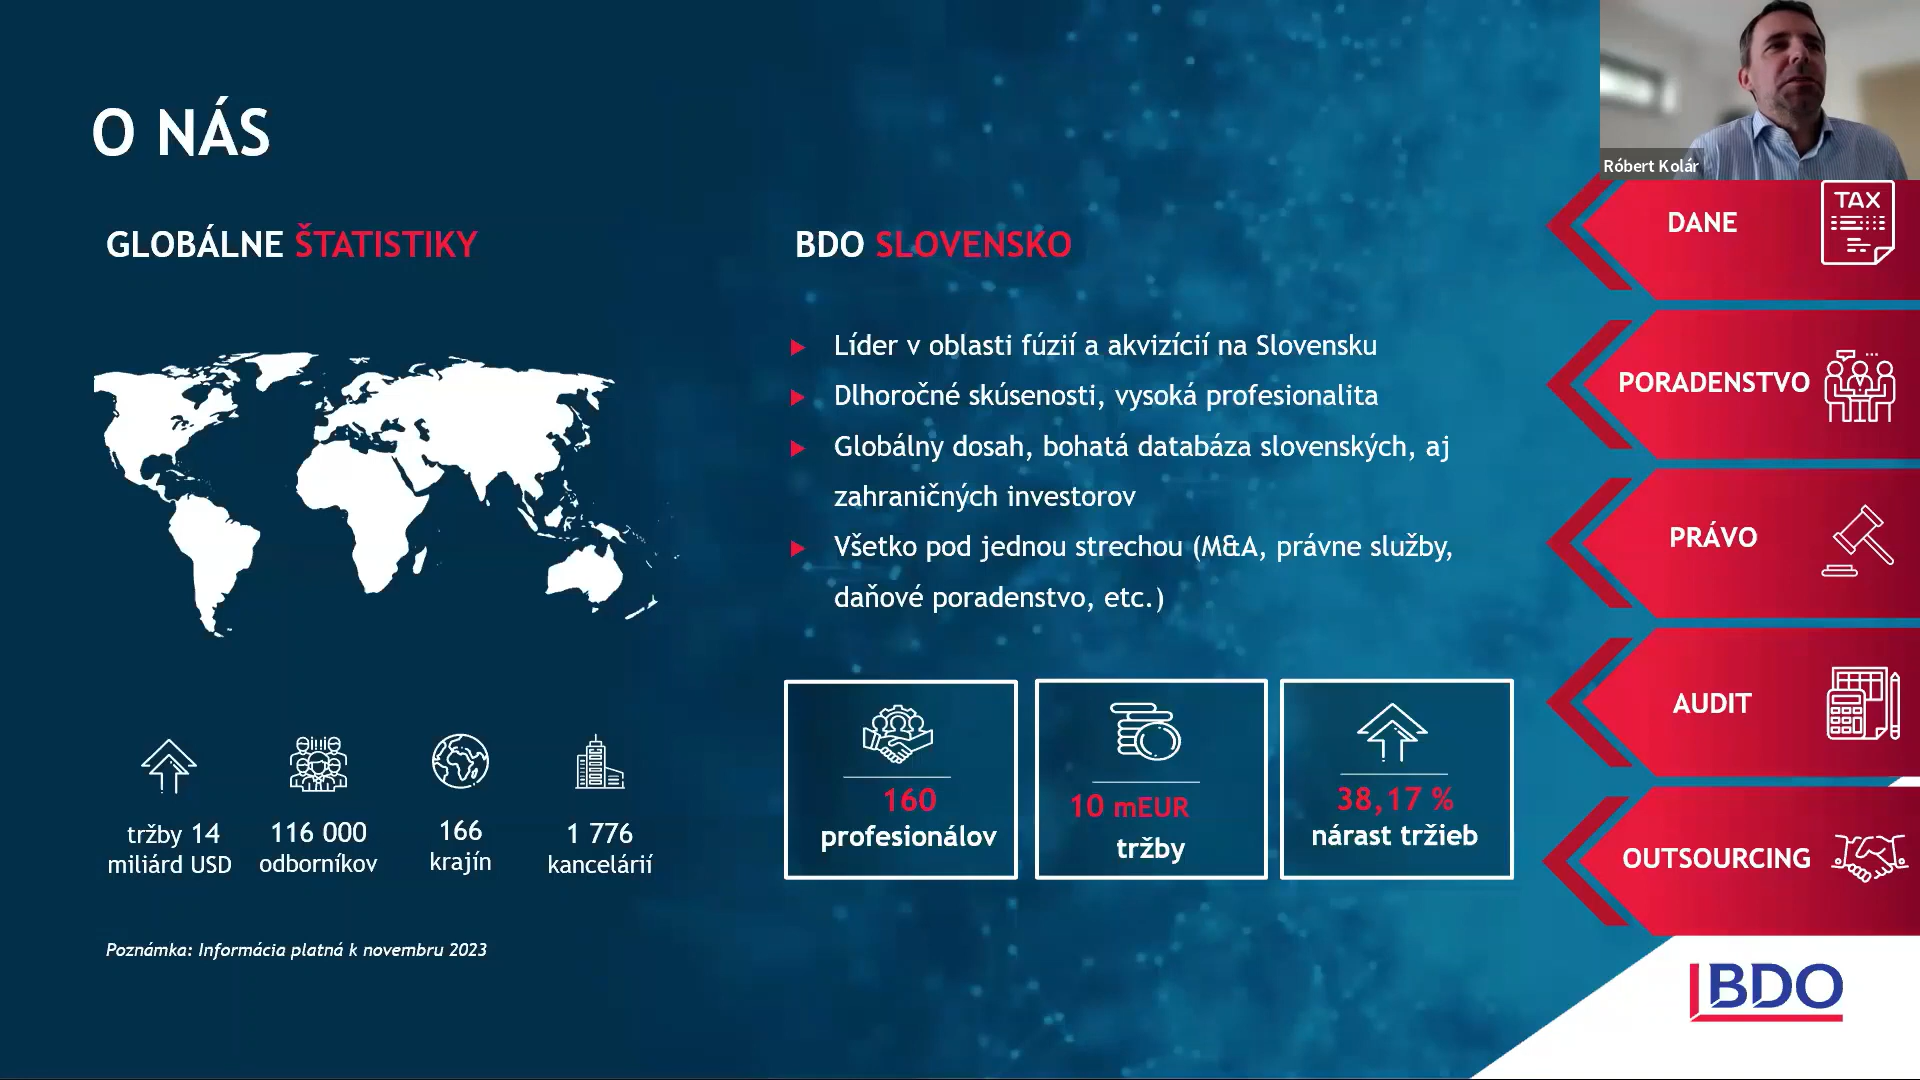 O NÁS
GLOBÁLNE ŠTATISTIKY
tržby 14
miliárd USD
116 000
odborníkov
166
krajín
1 776
kancelárií
Poznámka: Informácia platná k novembru 2023
BDO SLOVENSKO
Líder v oblasti fúzií a akvizícií na Slovensku
Dlhoročné skúsenosti, vysoká profesionalita
Globálny dosah, bohatá databáza slovenských, aj
zahraničných investorov
Všetko pod jednou strechou (M&A, právne služby,
daňové poradenstvo, etc.)
160
profesionálov
10 mEUR
tržby
38,17 %
nárast tržieb
Róbert Kolár
DANE
TAX
PORADENSTVO
PRÁVO
AUDIT
OUTSOURCING
BDO